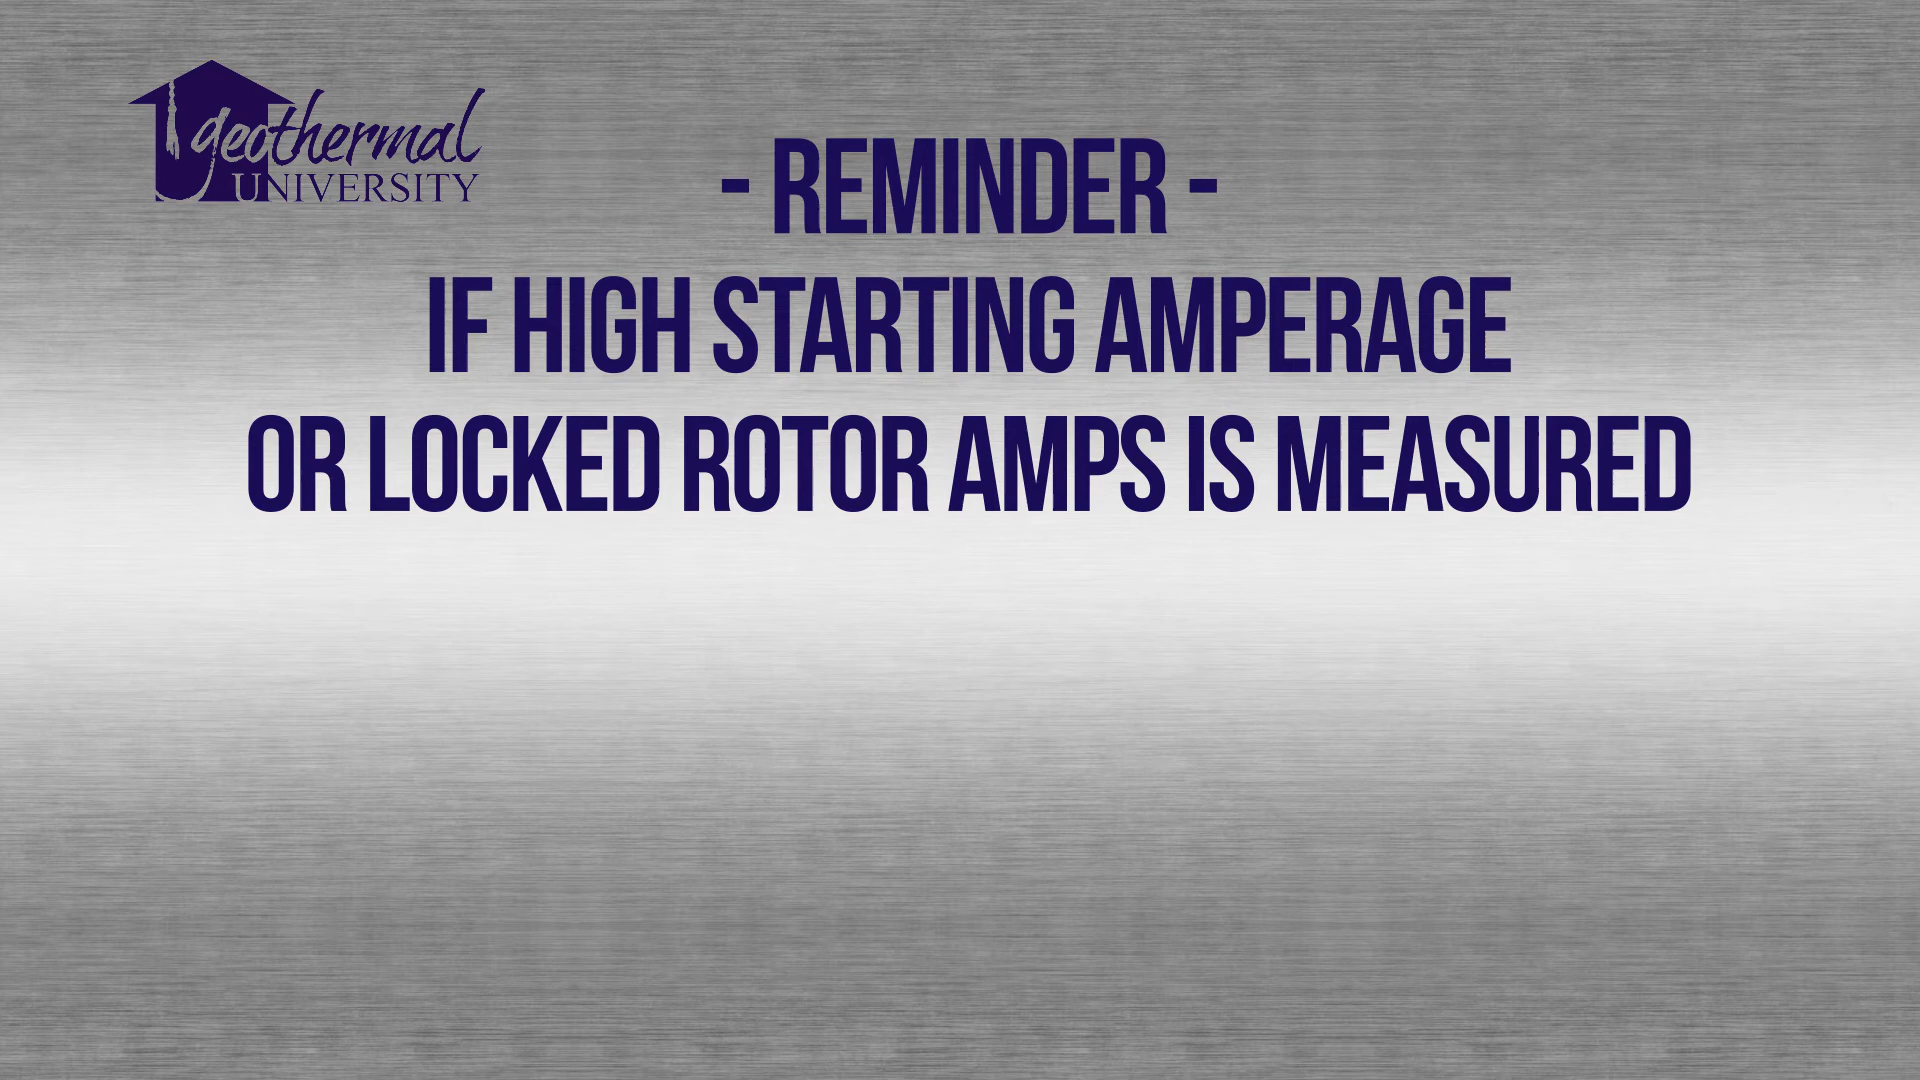 geothermal
UNIVERSITY
- REMINDER -
IF HIGH STARTING AMPERAGE
OR LOCKED ROTOR AMPS IS MEASURED